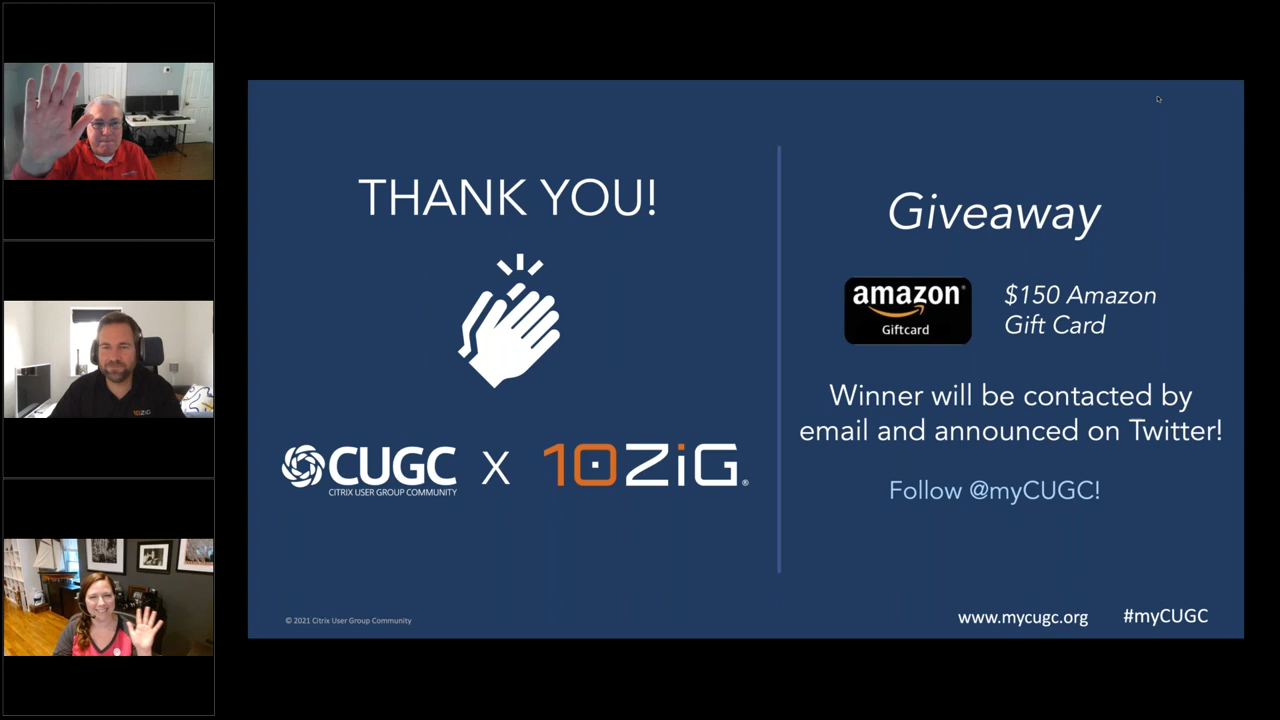 THANK YOU!
CUGC
CITRIX USER GROUP COMMUNITY
X
10ZiG®
Giveaway
amazon®
Giftcard
$150 Amazon
Gift Card
Winner will be contacted by
email and announced on Twitter!
Follow @myCUGC!
© 2021 Citrix User Group Community
www.mycugc.org
#myCUGC
10ZiG